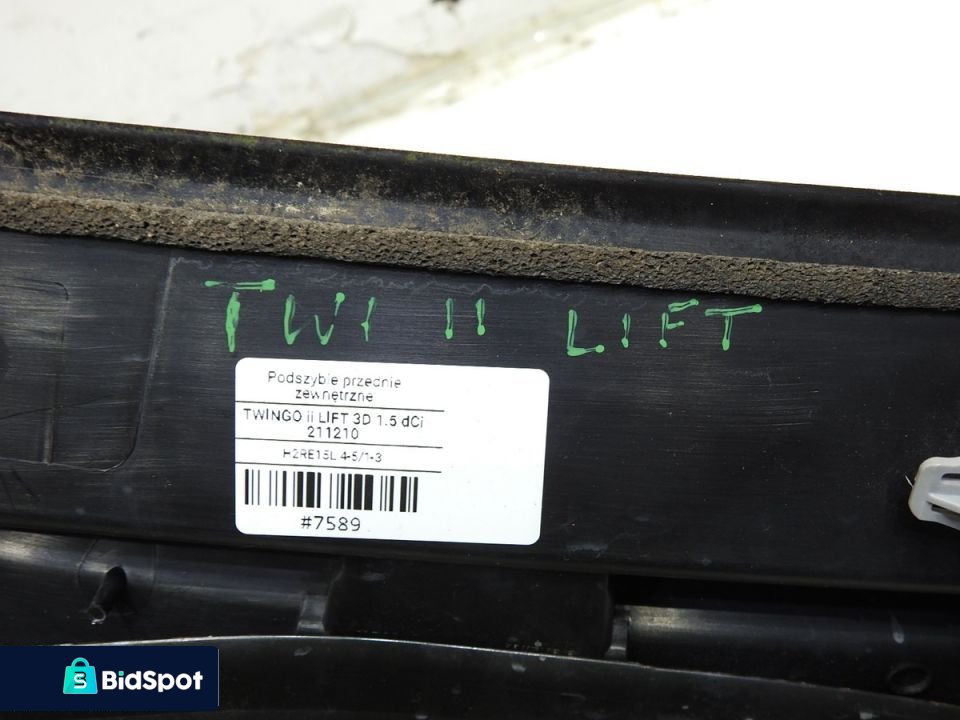 TWI II LIFT
Podszybie przednie
zewnętrzne
TWINGO ii LIFT 3D 1.5 dCi
211210
H2RE15L 4-5/1-3
#7589
BidSpot